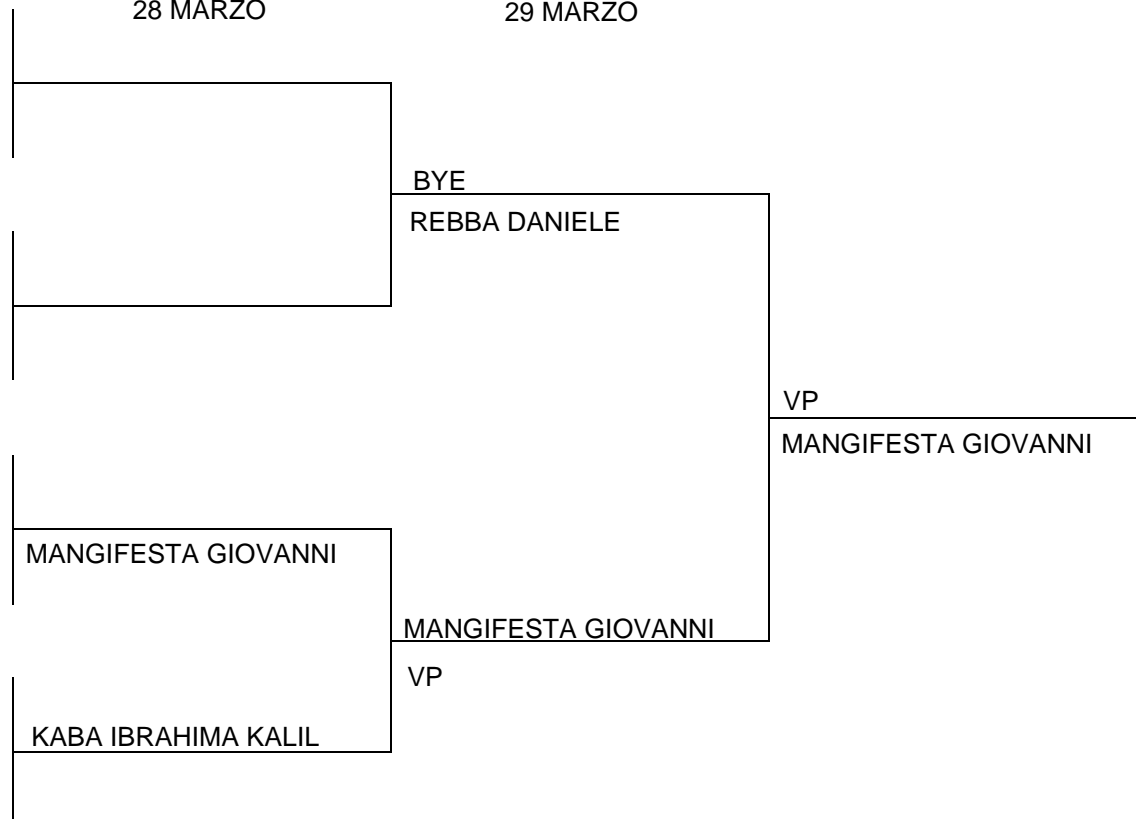 28 MARZO
29 MARZO
BYE
REBBA DANIELE
VP
MANGIFESTA GIOVANNI
MANGIFESTA GIOVANNI
MANGIFESTA GIOVANNI
VP
KABA IBRAHIMA KALIL